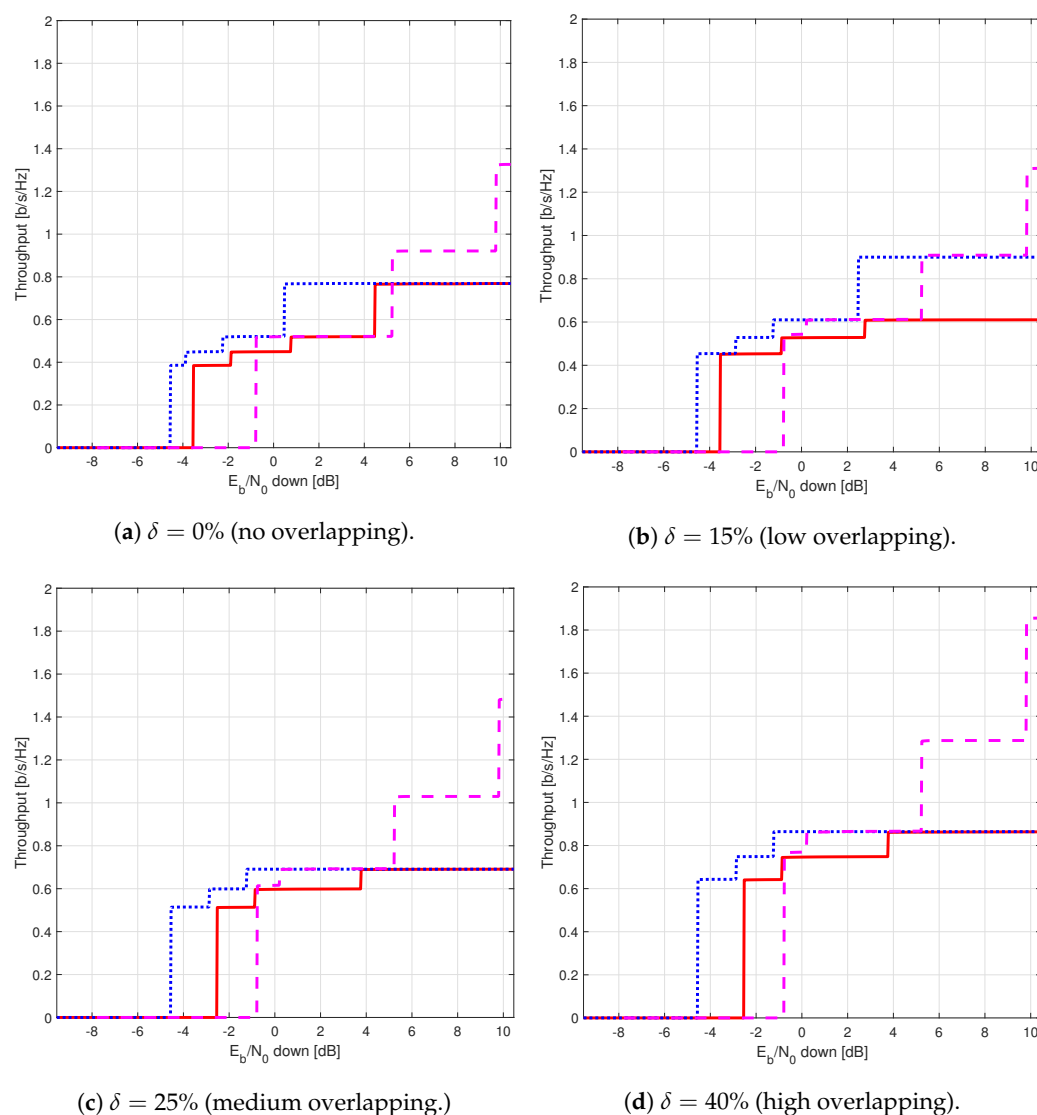 2
1.8
1.6
1.4
1.2
1
0.8
0.6
0.4
0.2
0
Throughput [b/s/Hz]
-8 -6 -4 -2 0 2 4 6 8 10
E_b/N_0 down [dB]
(a) δ = 0% (no overlapping).
2
1.8
1.6
1.4
1.2
1
0.8
0.6
0.4
0.2
0
Throughput [b/s/Hz]
-8 -6 -4 -2 0 2 4 6 8 10
E_b/N_0 down [dB]
(b) δ = 15% (low overlapping).
2
1.8
1.6
1.4
1.2
1
0.8
0.6
0.4
0.2
0
Throughput [b/s/Hz]
-8 -6 -4 -2 0 2 4 6 8 10
E_b/N_0 down [dB]
(c) δ = 25% (medium overlapping.)
2
1.8
1.6
1.4
1.2
1
0.8
0.6
0.4
0.2
0
Throughput [b/s/Hz]
-8 -6 -4 -2 0 2 4 6 8 10
E_b/N_0 down [dB]
(d) δ = 40% (high overlapping).